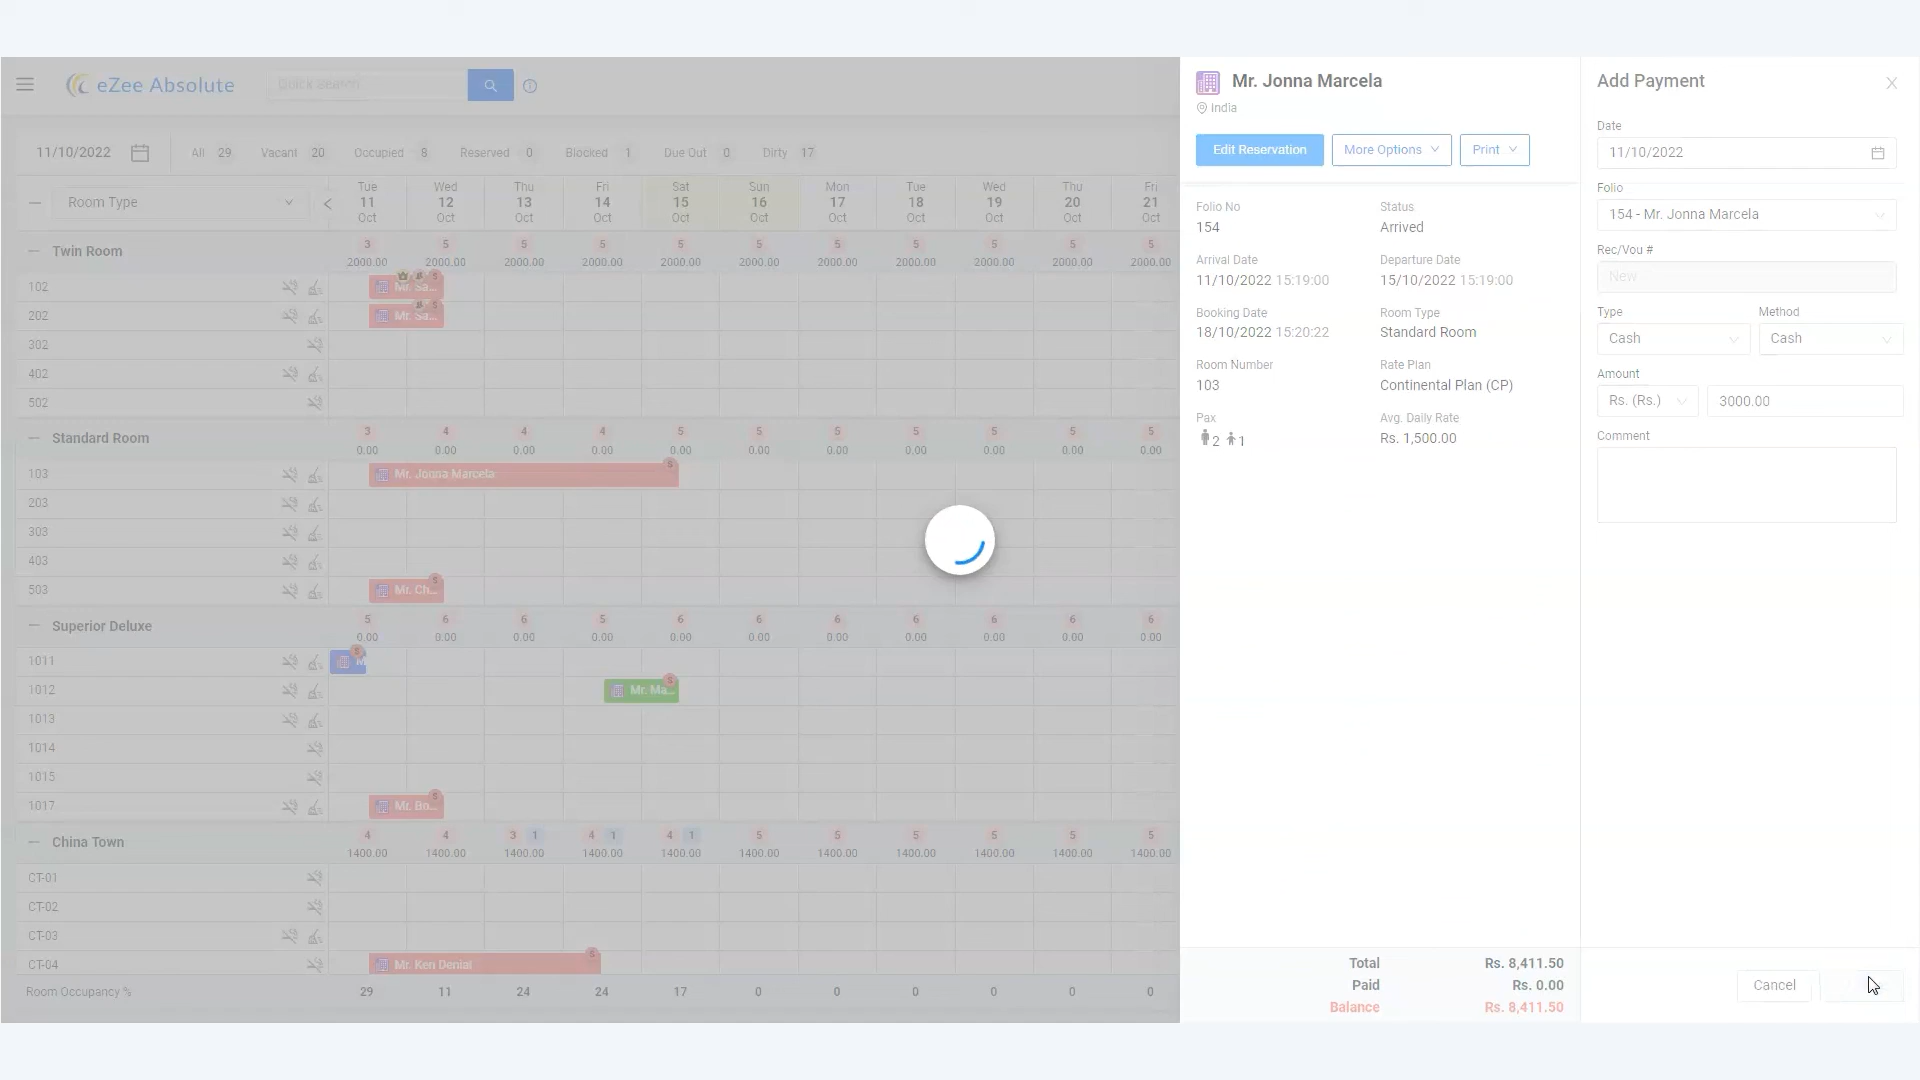 eZee Absolute
Quick Search
11/10/2022
All 29 Vacant 20 Occupied 8 Reserved 0 Blocked 1 Due Out 0 Dirty 17
Room Type
Tue Wed Thu Fri Sat Sun Mon Tue Wed Thu Fri
11 12 13 14 15 16 17 18 19 20 21
Oct Oct Oct Oct Oct Oct Oct Oct Oct Oct Oct
Twin Room
3 5 5 5 5 5 5 5 5 5 5
2000.00 2000.00 2000.00 2000.00 2000.00 2000.00 2000.00 2000.00 2000.00 2000.00 2000.00
102 Mr. Sa...
202 Mr. Sa...
302
402
502
Standard Room
3 4 4 4 5 5 5 5 5 5 5
0.00 0.00 0.00 0.00 0.00 0.00 0.00 0.00 0.00 0.00 0.00
103 Mr. Jonna Marcela S
203
303
403
503 Mr. Ch... S
Superior Deluxe
5 6 6 5 6 6 6 6 6 6 6
0.00 0.00 0.00 0.00 0.00 0.00 0.00 0.00 0.00 0.00 0.00
1011 S
1012 Mr. Ma... S
1013
1014
1015
1017 Mr. Bo... S
China Town
4 4 3 1 4 1 4 1 5 5 5 5 5 5
1400.00 1400.00 1400.00 1400.00 1400.00 1400.00 1400.00 1400.00 1400.00 1400.00 1400.00
CT-01
CT-02
CT-03
CT-04 Mr. Ken Denial S
Room Occupancy % 29 11 24 24 17 0 0 0 0 0 0
Mr. Jonna Marcela
India
Edit Reservation More Options Print
Folio No Status
154 Arrived
Arrival Date Departure Date
11/10/2022 15:19:00 15/10/2022 15:19:00
Booking Date Room Type
18/10/2022 15:20:22 Standard Room
Room Number Rate Plan
103 Continental Plan (CP)
Pax Avg. Daily Rate
2 1 Rs. 1,500.00
Total Rs. 8,411.50
Paid Rs. 0.00
Balance Rs. 8,411.50
Add Payment
Date
11/10/2022
Folio
154 - Mr. Jonna Marcela
Rec/Vou #
New
Type Method
Cash Cash
Amount
Rs. (Rs.) 3000.00
Comment
Cancel